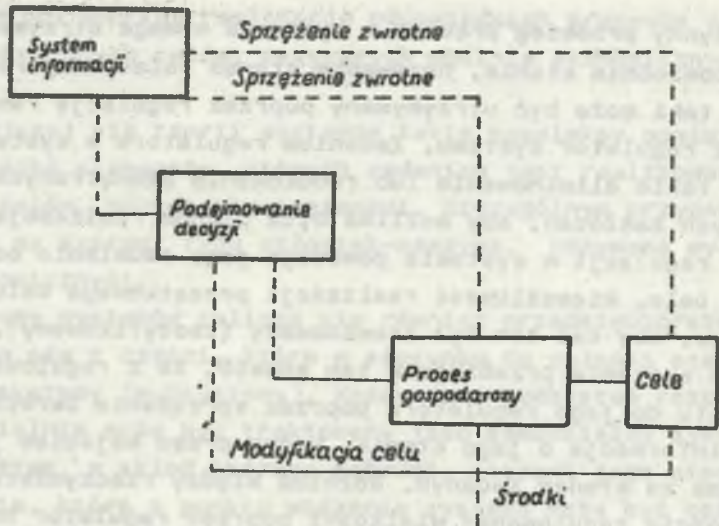 System
informacji
Sprzężenie zwrotne
Sprzężenie zwrotne
Podejmowanie
decyzji
Proces
gospodarczy
Cele
Modyfikacja celu
Środki